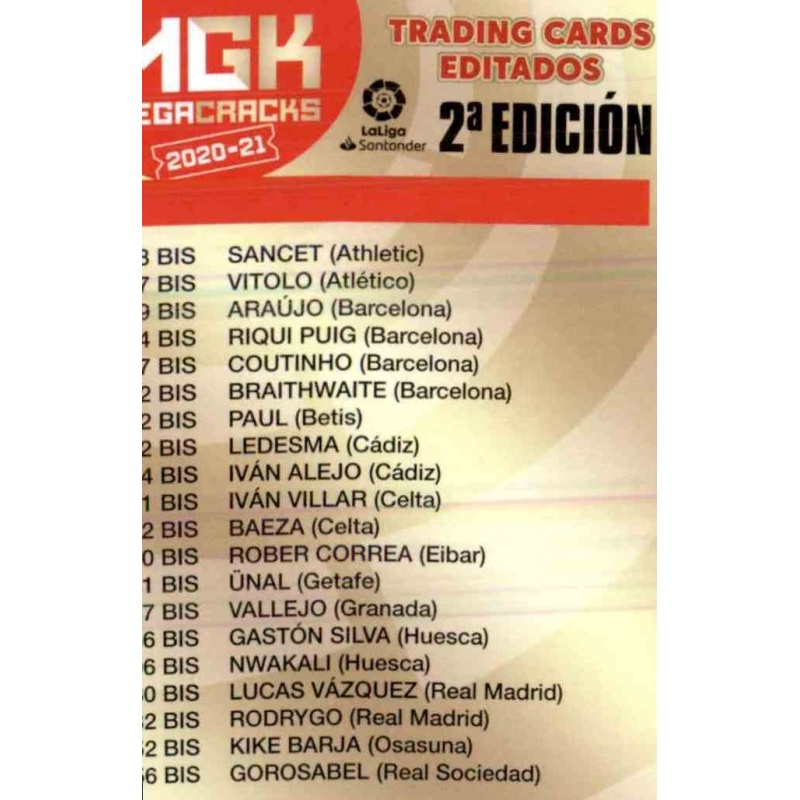 MGK
MEGACRACKS
2020-21
TRADING CARDS
EDITADOS
LaLiga
Santander
2ª EDICIÓN
BIS SANCET (Athletic)
BIS VITOLO (Atlético)
BIS ARAÚJO (Barcelona)
BIS RIQUI PUIG (Barcelona)
BIS COUTINHO (Barcelona)
BIS BRAITHWAITE (Barcelona)
BIS PAUL (Betis)
BIS LEDESMA (Cádiz)
BIS IVÁN ALEJO (Cádiz)
BIS IVÁN VILLAR (Celta)
BIS BAEZA (Celta)
BIS ROBER CORREA (Eibar)
BIS ÜNAL (Getafe)
BIS VALLEJO (Granada)
BIS GASTÓN SILVA (Huesca)
BIS NWAKALI (Huesca)
BIS LUCAS VÁZQUEZ (Real Madrid)
BIS RODRYGO (Real Madrid)
BIS KIKE BARJA (Osasuna)
BIS GOROSABEL (Real Sociedad)